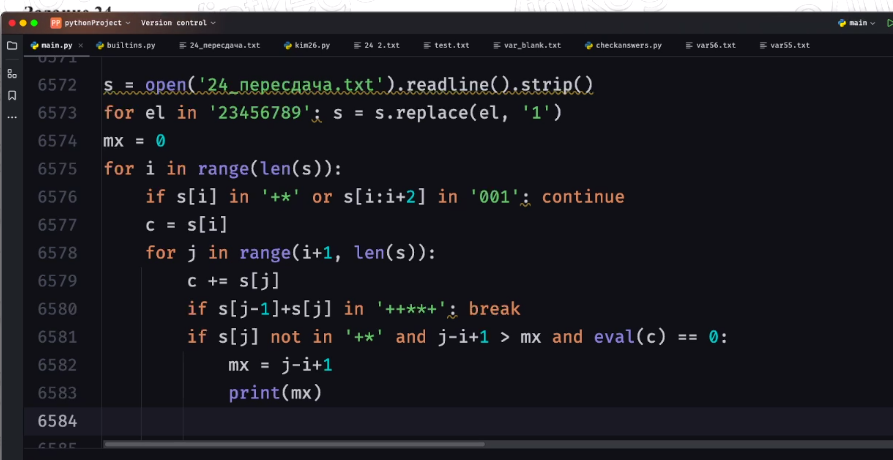 Задание 24
PP pythonProject Version control main
main.py × builtins.py 24_пересдача.txt kim26.py 24 2.txt test.txt var_blank.txt checkanswers.py var56.txt var55.txt
6571
6572 s = open('24_пересдача.txt').readline().strip()
6573 for el in '23456789': s = s.replace(el, '1')
6574 mx = 0
6575 for i in range(len(s)):
6576 if s[i] in '+*' or s[i:i+2] in '001': continue
6577 c = s[i]
6578 for j in range(i+1, len(s)):
6579 c += s[j]
6580 if s[j-1]+s[j] in '++**+': break
6581 if s[j] not in '+*' and j-i+1 > mx and eval(c) == 0:
6582 mx = j-i+1
6583 print(mx)
6584
6585